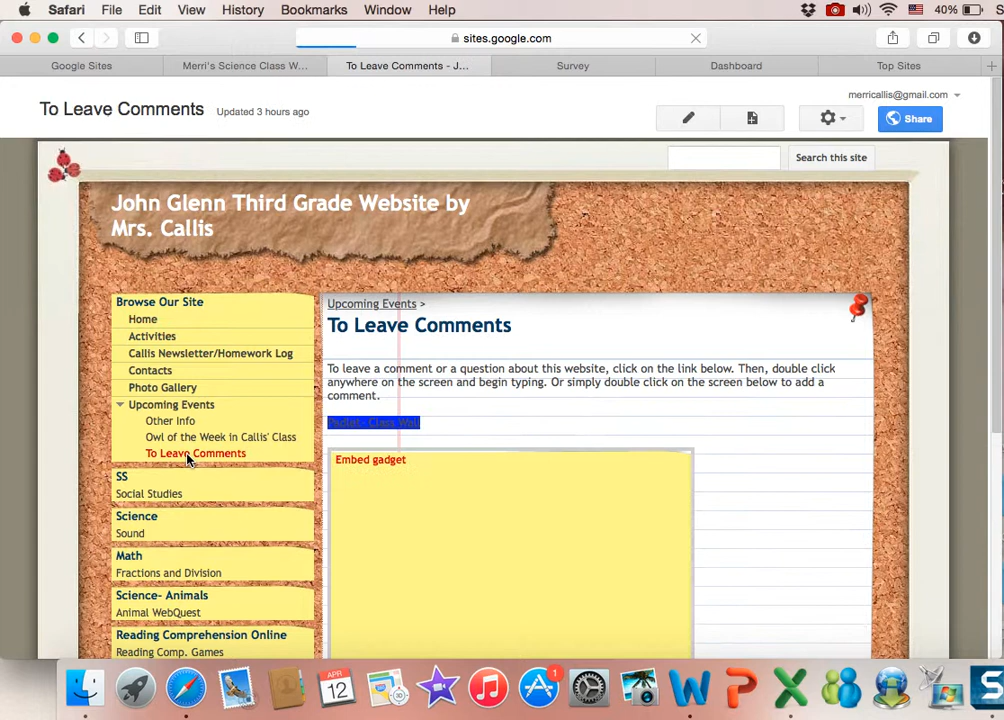 Safari File Edit View History Bookmarks Window Help 40%
sites.google.com
Google Sites Merri's Science Class W... To Leave Comments - J... Survey Dashboard Top Sites
merricallis@gmail.com
To Leave Comments Updated 3 hours ago Share
Search this site
John Glenn Third Grade Website by
Mrs. Callis
Browse Our Site
Home
Activities
Callis Newsletter/Homework Log
Contacts
Photo Gallery
Upcoming Events
Other Info
Owl of the Week in Callis' Class
To Leave Comments
SS
Social Studies
Science
Sound
Math
Fractions and Division
Science- Animals
Animal WebQuest
Reading Comprehension Online
Reading Comp. Games
Upcoming Events >
To Leave Comments
To leave a comment or a question about this website, click on the link below. Then, double click
anywhere on the screen and begin typing. Or simply double click on the screen below to add a
comment.
Embed gadget
APR
12
1